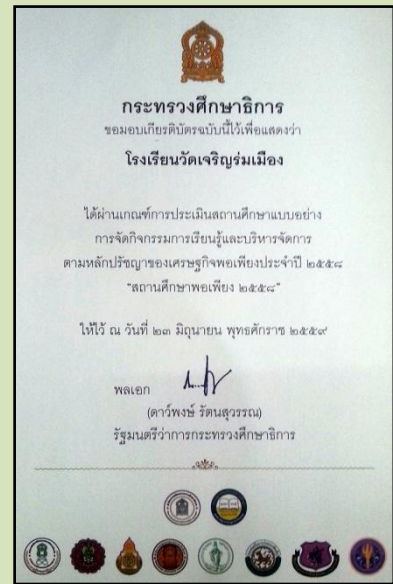 กระทรวงศึกษาธิการ
ขอมอบเกียรติบัตรฉบับนี้ไว้เพื่อแสดงว่า
โรงเรียนวัดเจริญร่มเมือง
ได้ผ่านเกณฑ์การประเมินสถานศึกษาแบบอย่าง
การจัดกิจกรรมการเรียนรู้และบริหารจัดการ
ตามหลักปรัชญาของเศรษฐกิจพอเพียงประจำปี ๒๕๕๘
"สถานศึกษาพอเพียง ๒๕๕๘"
ให้ไว้ ณ วันที่ ๒๓ มิถุนายน พุทธศักราช ๒๕๕๙
พลเอก
(ดาว์พงษ์ รัตนสุวรรณ)
รัฐมนตรีว่าการกระทรวงศึกษาธิการ